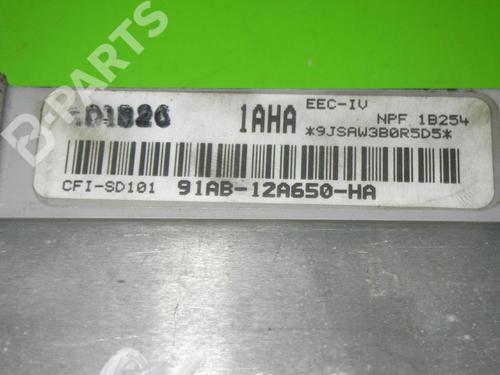 1AHA
EEC-IV
NPF 1B254
*9JSAW3B0R5D5*
CFI-SD101
91AB-12A650-HA
B-PARTS